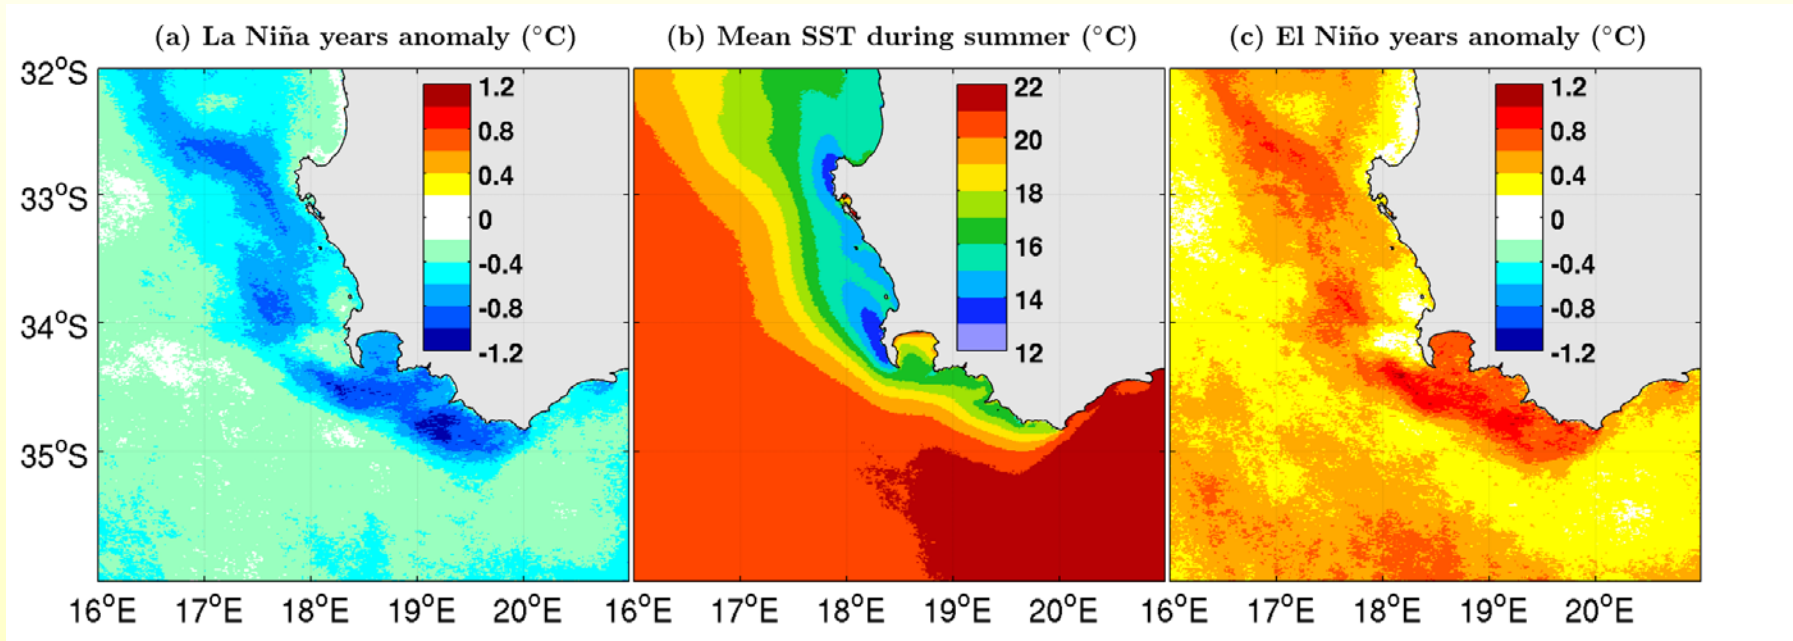 (a) La Niña years anomaly (°C)
(b) Mean SST during summer (°C)
(c) El Niño years anomaly (°C)
32°S
33°S
34°S
35°S
1.2
0.8
0.4
0
-0.4
-0.8
-1.2
22
20
18
16
14
12
1.2
0.8
0.4
0
-0.4
-0.8
-1.2
16°E 17°E 18°E 19°E 20°E 16°E 17°E 18°E 19°E 20°E 16°E 17°E 18°E 19°E 20°E